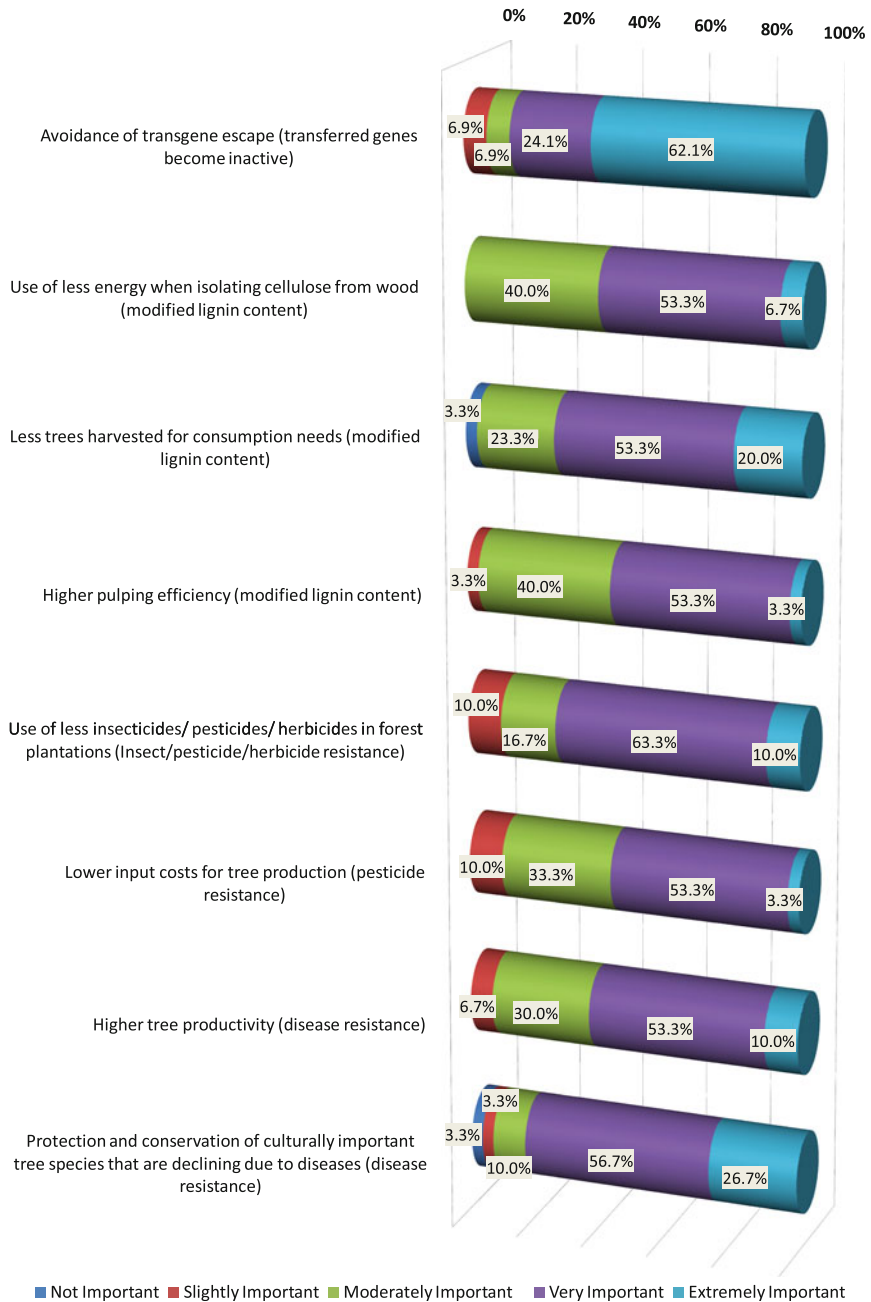 0% 20% 40% 60% 80% 100%
Avoidance of transgene escape (transferred genes
become inactive)
6.9% 6.9% 24.1% 62.1%
Use of less energy when isolating cellulose from wood
(modified lignin content)
40.0% 53.3% 6.7%
Less trees harvested for consumption needs (modified
lignin content)
3.3% 23.3% 53.3% 20.0%
Higher pulping efficiency (modified lignin content)
3.3% 40.0% 53.3% 3.3%
Use of less insecticides/ pesticides/ herbicides in forest
plantations (Insect/pesticide/herbicide resistance)
10.0% 16.7% 63.3% 10.0%
Lower input costs for tree production (pesticide
resistance)
10.0% 33.3% 53.3% 3.3%
Higher tree productivity (disease resistance)
6.7% 30.0% 53.3% 10.0%
Protection and conservation of culturally important
tree species that are declining due to diseases (disease
resistance)
3.3% 3.3% 10.0% 56.7% 26.7%
Not Important Slightly Important Moderately Important Very Important Extremely Important